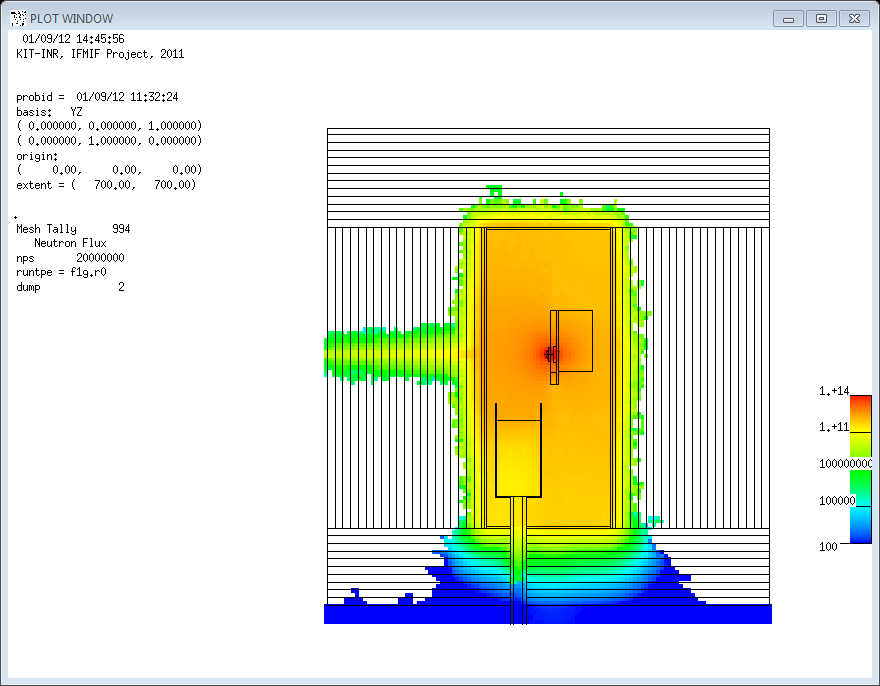 PLOT WINDOW
01/09/12 14:45:56
KIT-INR, IFMIF Project, 2011
probid =  01/09/12 11:32:24
basis:   YZ
( 0.000000, 0.000000, 1.000000)
( 0.000000, 1.000000, 0.000000)
origin:
(     0.00,     0.00,     0.00)
extent = (   700.00,   700.00)
Mesh Tally      994
Neutron Flux
nps       20000000
runtpe = f1g.r0
dump             2
1.+14
1.+11
100000000
100000
100